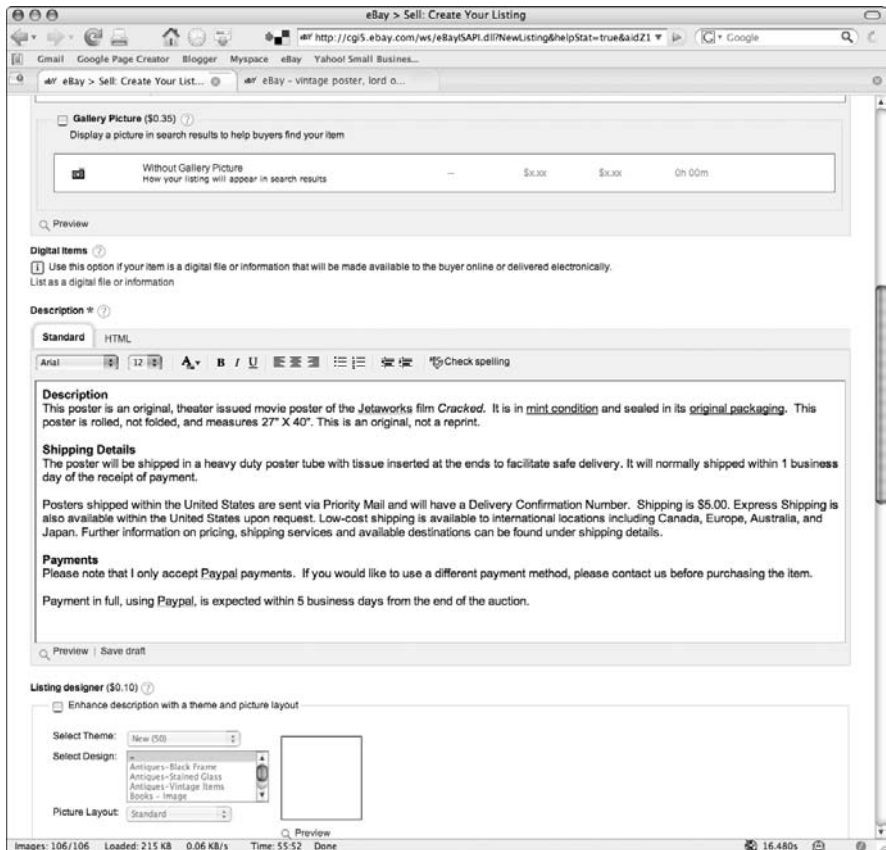 eBay > Sell: Create Your Listing
http://cgi5.ebay.com/ws/eBayISAPI.dll?NewListing&helpStat=true&aidZ1 Google
Gmail Google Page Creator Blogger Myspace eBay Yahoo! Small Busines...
eBay > Sell: Create Your List... eBay - vintage poster, lord o...
Gallery Picture ($0.35) ?
Display a picture in search results to help buyers find your item
Without Gallery Picture
How your listing will appear in search results
-- $x.xx $x.xx 0h 00m
Preview
Digital Items ?
i Use this option if your item is a digital file or information that will be made available to the buyer online or delivered electronically.
List as a digital file or information
Description * ?
Standard HTML
Arial 12 A B I U Check spelling
Description
This poster is an original, theater issued movie poster of the Jetaworks film Cracked. It is in mint condition and sealed in its original packaging. This
poster is rolled, not folded, and measures 27" X 40". This is an original, not a reprint.
Shipping Details
The poster will be shipped in a heavy duty poster tube with tissue inserted at the ends to facilitate safe delivery. It will normally shipped within 1 business
day of the receipt of payment.
Posters shipped within the United States are sent via Priority Mail and will have a Delivery Confirmation Number. Shipping is $5.00. Express Shipping is
also available within the United States upon request. Low-cost shipping is available to international locations including Canada, Europe, Australia, and
Japan. Further information on pricing, shipping services and available destinations can be found under shipping details.
Payments
Please note that I only accept Paypal payments. If you would like to use a different payment method, please contact us before purchasing the item.
Payment in full, using Paypal, is expected within 5 business days from the end of the auction.
Preview | Save draft
Listing designer ($0.10) ?
Enhance description with a theme and picture layout
Select Theme: New (50)
Select Design: -
Antiques-Black Frame
Antiques-Stained Glass
Antiques-Vintage Items
Books - Image
Picture Layout: Standard
Preview
Images: 106/106 Loaded: 215 KB 0.06 KB/s Time: 55:52 Done 16.480s